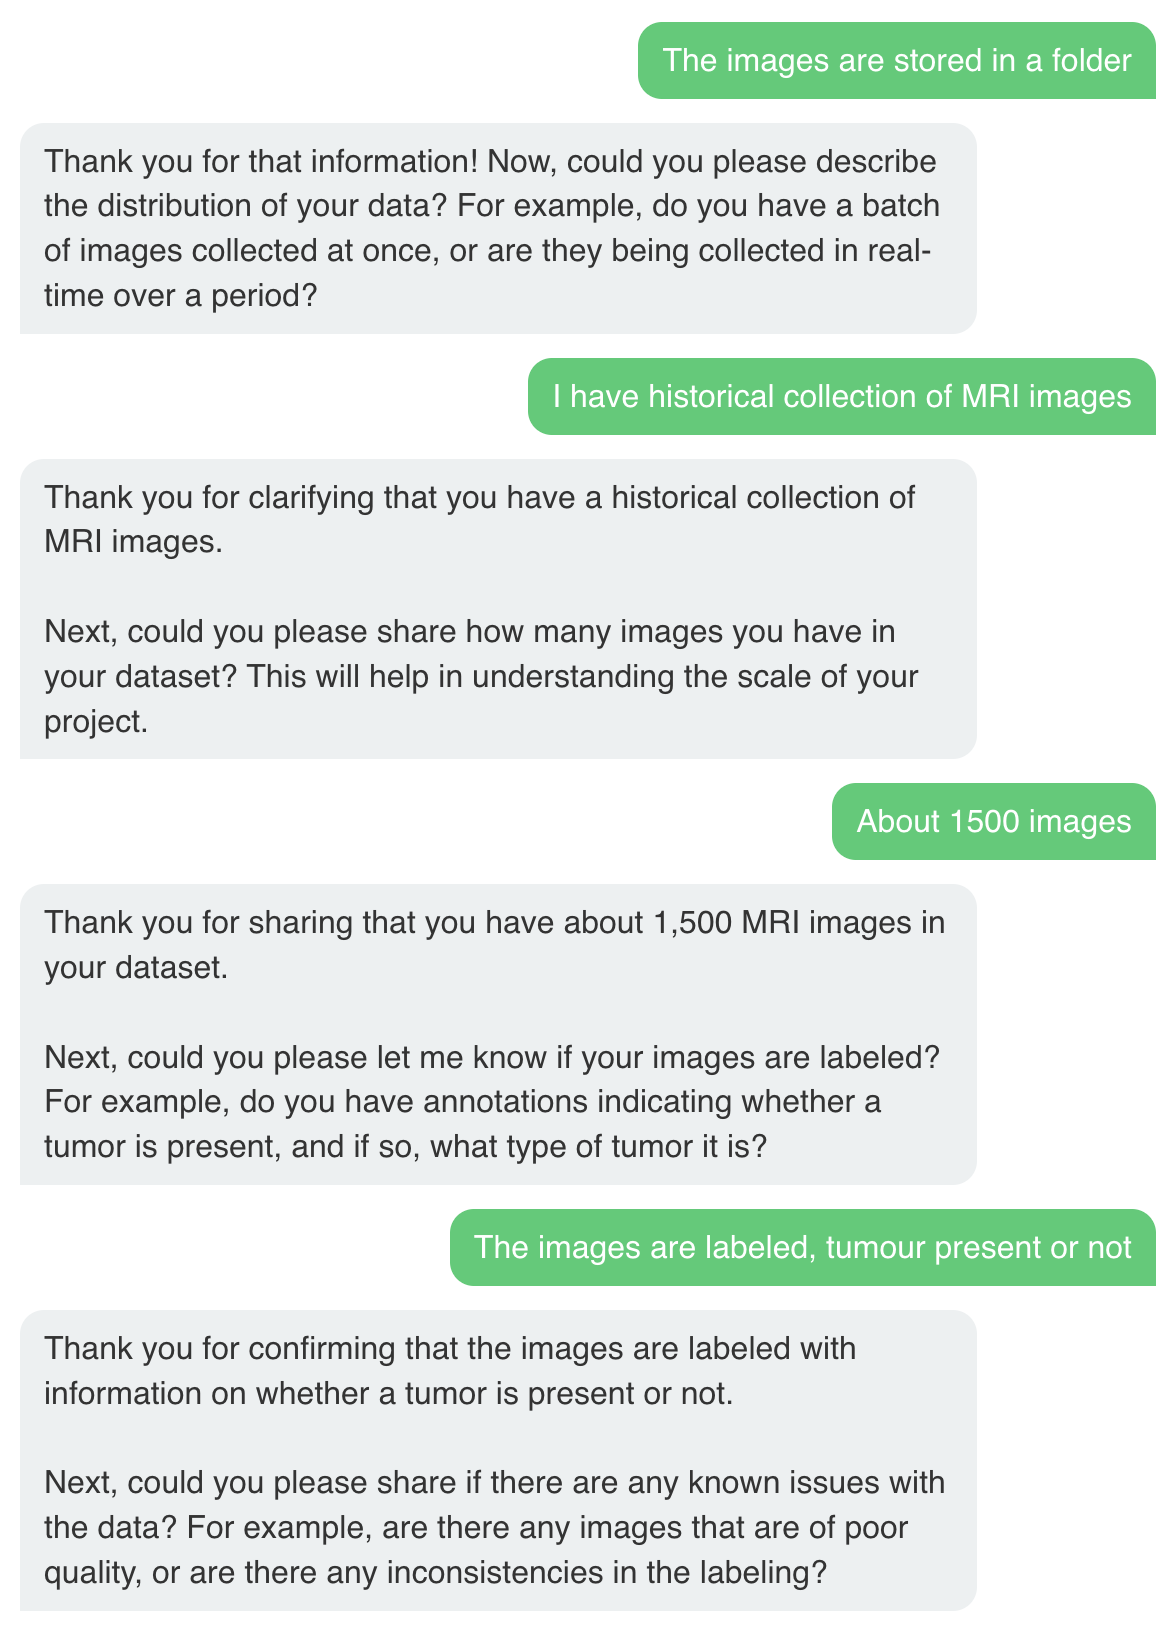 The images are stored in a folder
Thank you for that information! Now, could you please describe
the distribution of your data? For example, do you have a batch
of images collected at once, or are they being collected in real-
time over a period?
I have historical collection of MRI images
Thank you for clarifying that you have a historical collection of
MRI images.
Next, could you please share how many images you have in
your dataset? This will help in understanding the scale of your
project.
About 1500 images
Thank you for sharing that you have about 1,500 MRI images in
your dataset.
Next, could you please let me know if your images are labeled?
For example, do you have annotations indicating whether a
tumor is present, and if so, what type of tumor it is?
The images are labeled, tumour present or not
Thank you for confirming that the images are labeled with
information on whether a tumor is present or not.
Next, could you please share if there are any known issues with
the data? For example, are there any images that are of poor
quality, or are there any inconsistencies in the labeling?